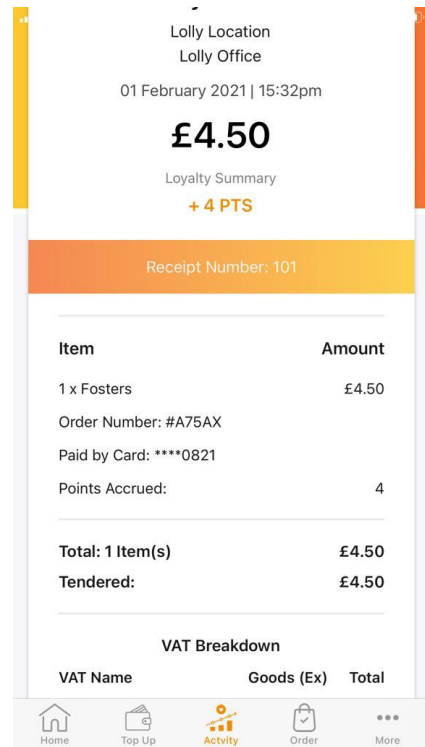 Lolly Location
Lolly Office
01 February 2021 | 15:32pm
£4.50
Loyalty Summary
+ 4 PTS
Receipt Number: 101
Item Amount
1 x Fosters £4.50
Order Number: #A75AX
Paid by Card: ****0821
Points Accrued: 4
Total: 1 Item(s) £4.50
Tendered: £4.50
VAT Breakdown
VAT Name Goods (Ex) Total
Home Top Up Actvity Order More